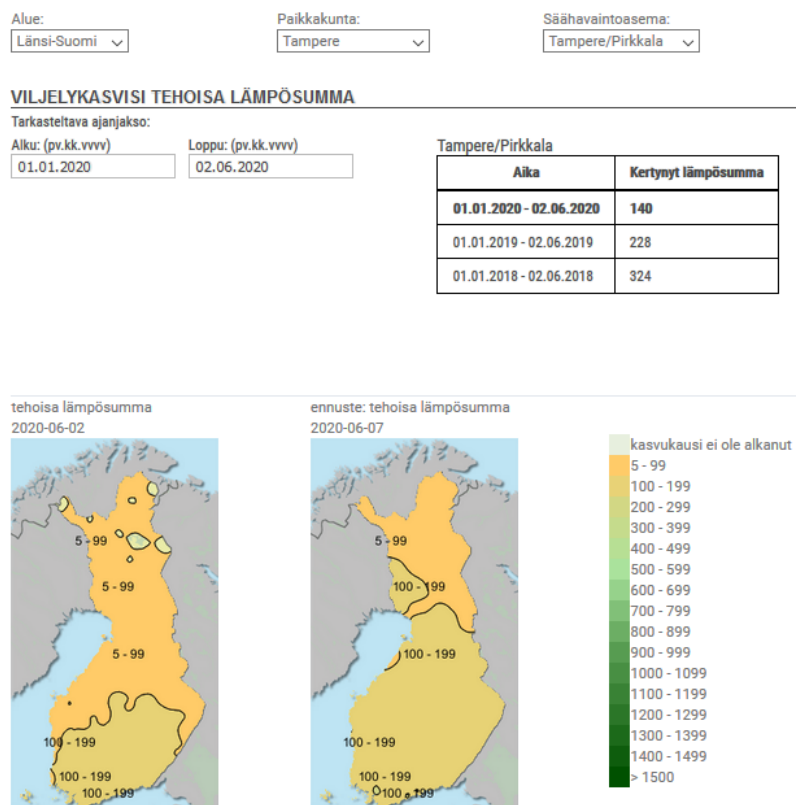 Alue:
Länsi-Suomi
Paikkakunta:
Tampere
Säähavaintoasema:
Tampere/Pirkkala
VILJELYKASVISI TEHOISA LÄMPÖSUMMA
Tarkasteltava ajanjakso:
Alku: (pv.kk.vvvv)
01.01.2020
Loppu: (pv.kk.vvvv)
02.06.2020
Tampere/Pirkkala
Aika Kertynyt lämpösumma
01.01.2020 - 02.06.2020 140
01.01.2019 - 02.06.2019 228
01.01.2018 - 02.06.2018 324
tehoisa lämpösumma
2020-06-02
5 - 99
5 - 99
5 - 99
100 - 199
100 - 199
100 - 199
ennuste: tehoisa lämpösumma
2020-06-07
5 - 99
100 - 199
100 - 199
100 - 199
100 - 199
100 - 199
kasvukausi ei ole alkanut
5 - 99
100 - 199
200 - 299
300 - 399
400 - 499
500 - 599
600 - 699
700 - 799
800 - 899
900 - 999
1000 - 1099
1100 - 1199
1200 - 1299
1300 - 1399
1400 - 1499
> 1500